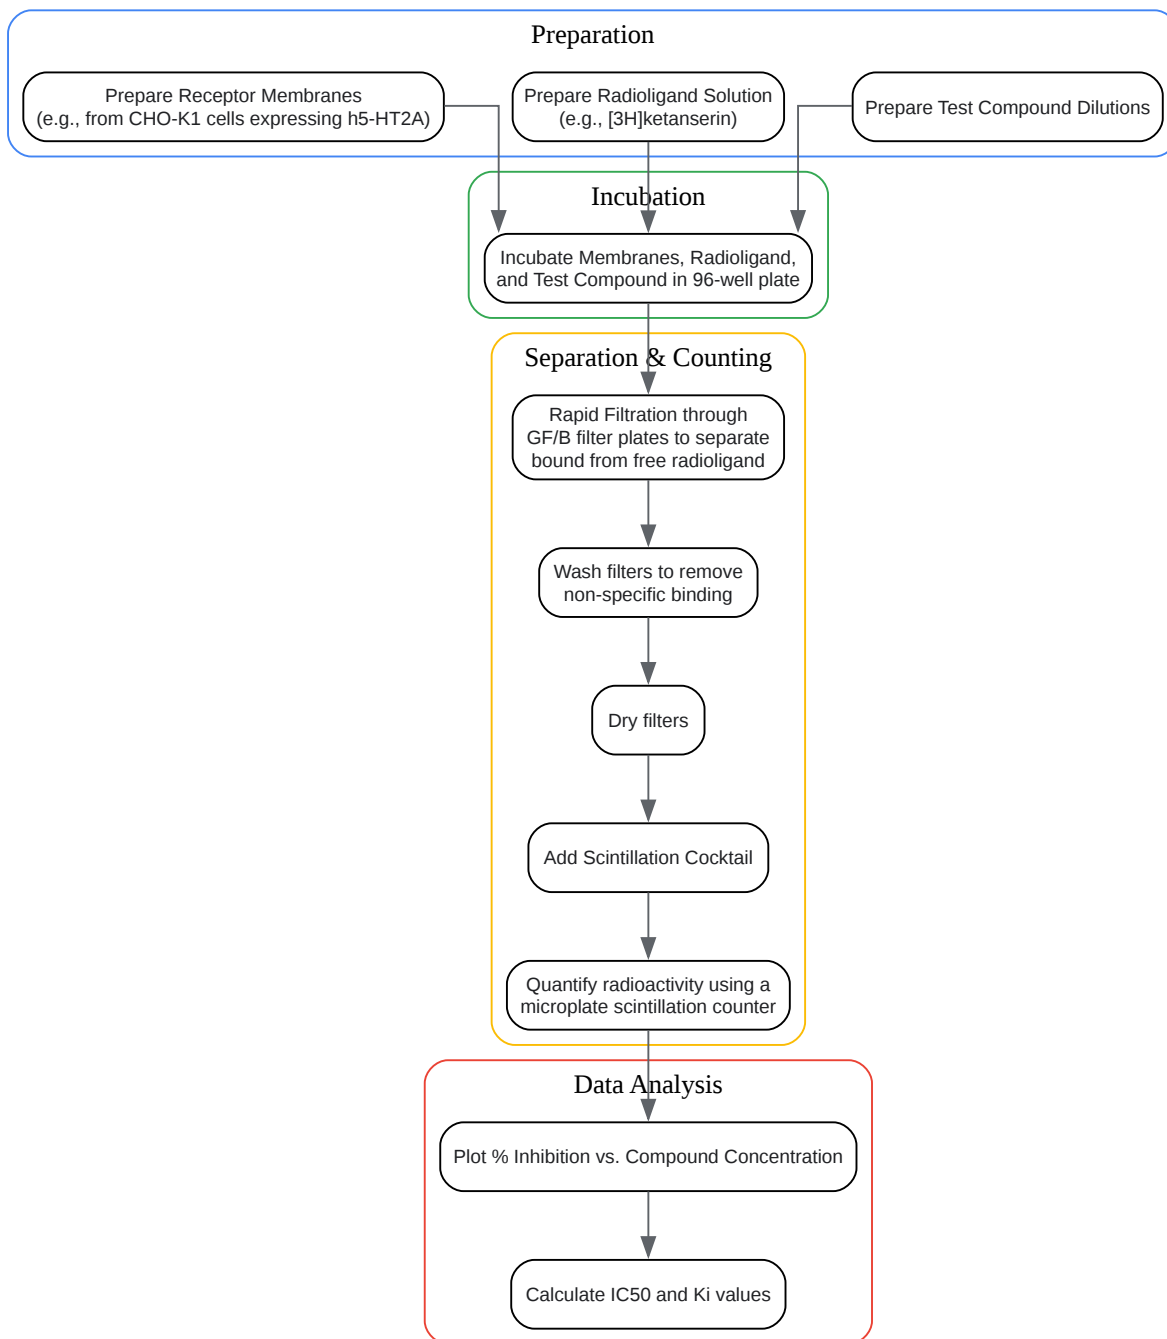 Preparation
Prepare Receptor Membranes
(e.g., from CHO-K1 cells expressing h5-HT2A)
Prepare Radioligand Solution
(e.g., [3H]ketanserin)
Prepare Test Compound Dilutions
Incubation
Incubate Membranes, Radioligand,
and Test Compound in 96-well plate
Separation & Counting
Rapid Filtration through
GF/B filter plates to separate
bound from free radioligand
Wash filters to remove
non-specific binding
Dry filters
Add Scintillation Cocktail
Quantify radioactivity using a
microplate scintillation counter
Data Analysis
Plot % Inhibition vs. Compound Concentration
Calculate IC50 and Ki values